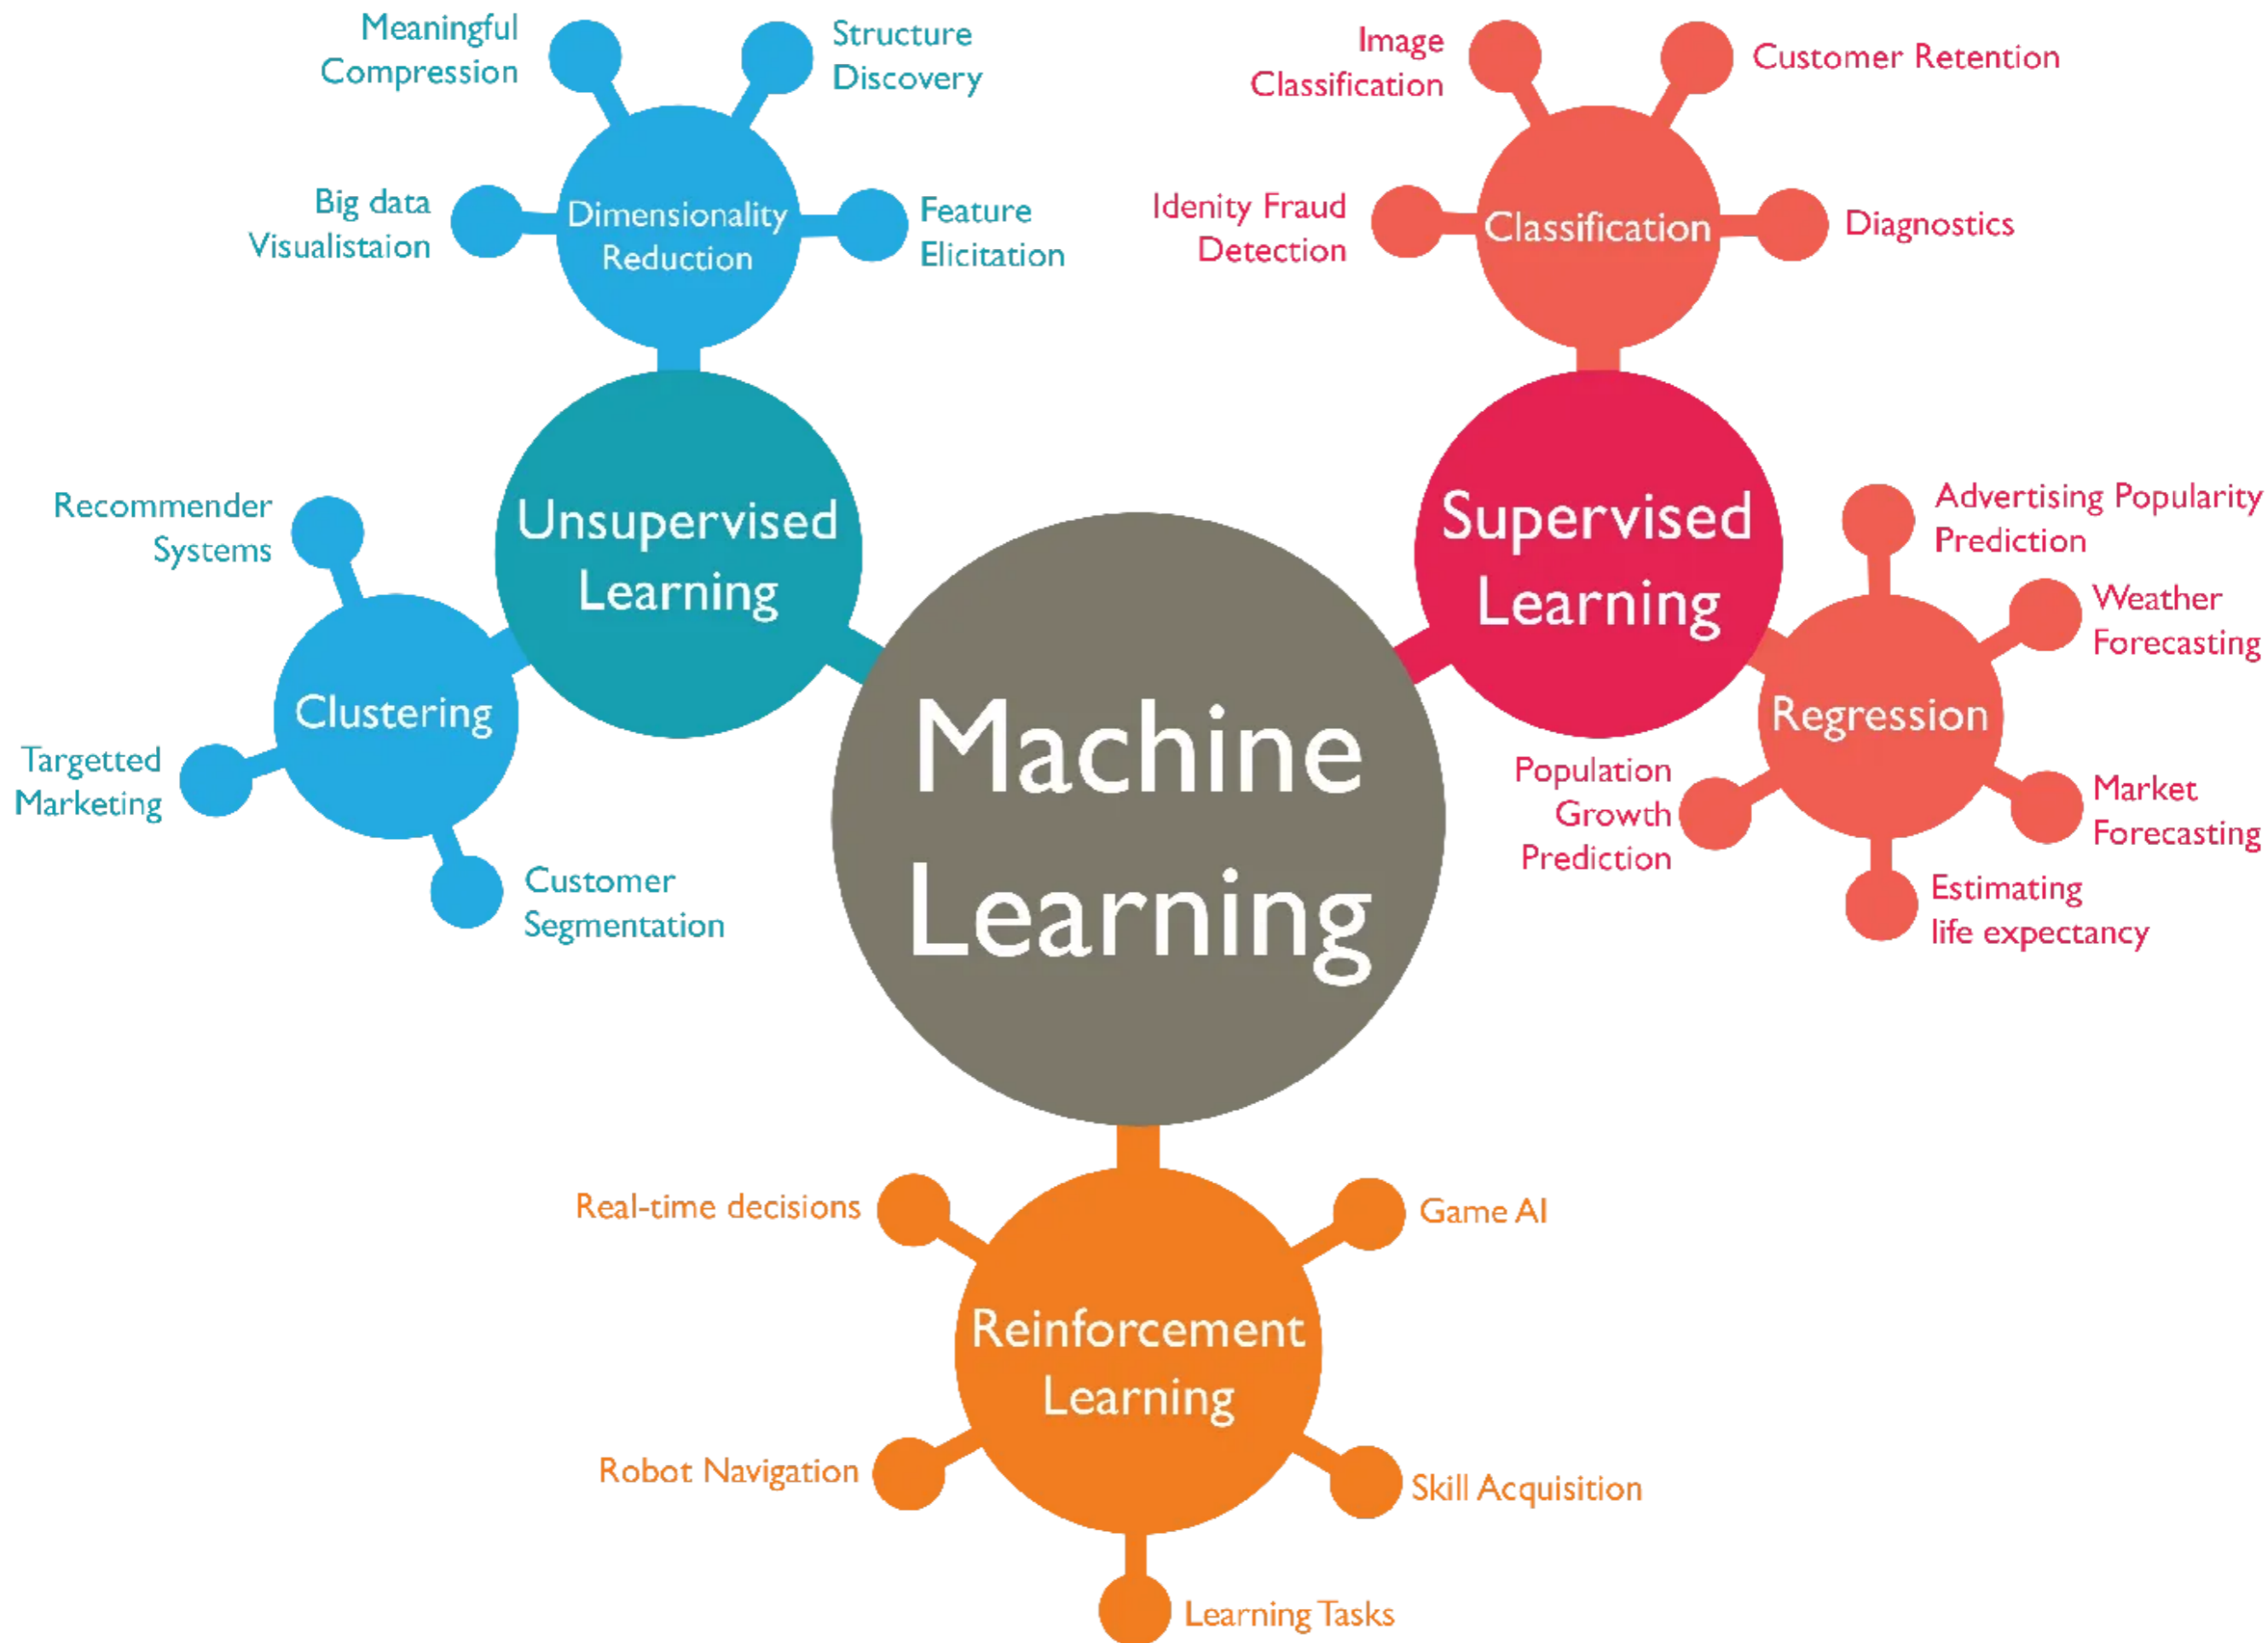 Meaningful
Compression
Structure
Discovery
Big data
Visualistaion
Dimensionality
Reduction
Feature
Elicitation
Image
Classification
Customer Retention
Idenity Fraud
Detection
Classification
Diagnostics
Recommender
Systems
Unsupervised
Learning
Clustering
Targetted
Marketing
Customer
Segmentation
Supervised
Learning
Advertising Popularity
Prediction
Weather
Forecasting
Regression
Population
Growth
Prediction
Market
Forecasting
Estimating
life expectancy
Machine
Learning
Real-time decisions
Game AI
Reinforcement
Learning
Robot Navigation
Skill Acquisition
Learning Tasks